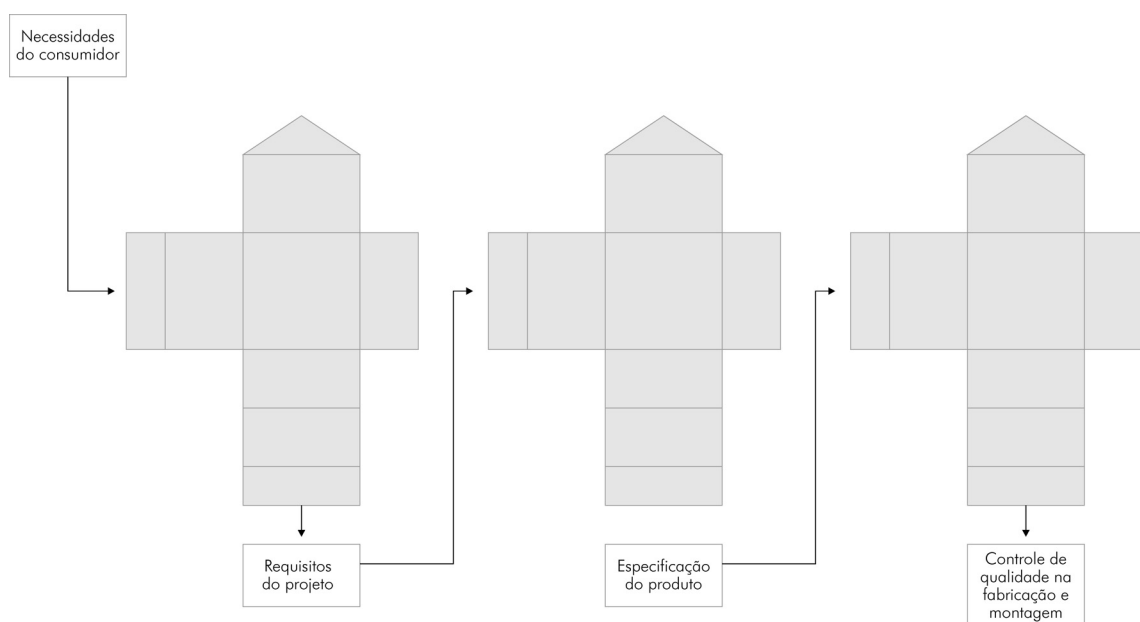 Necessidades
do consumidor
Requisitos
do projeto
Especificação
do produto
Controle de
qualidade na
fabricação e
montagem